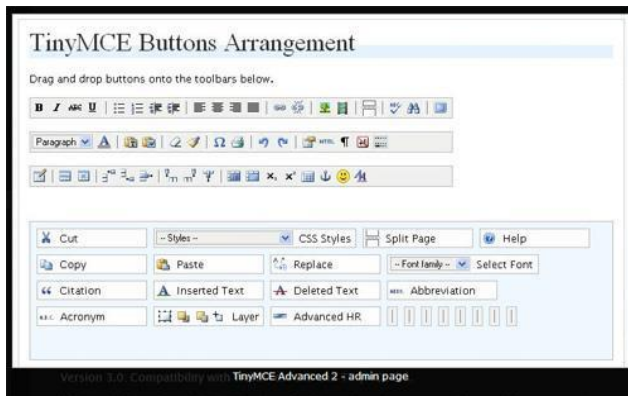 TinyMCE Buttons Arrangement
Drag and drop buttons onto the toolbars below.
B I ABC U
Paragraph A Ω HTML ¶
Cut -- Styles -- CSS Styles Split Page Help
Copy Paste Replace -- Font family -- Select Font
Citation A Inserted Text A Deleted Text Abbreviation
A.B.C. Acronym Layer Advanced HR
Version 3.0: Compatibility with TinyMCE Advanced 2 - admin page